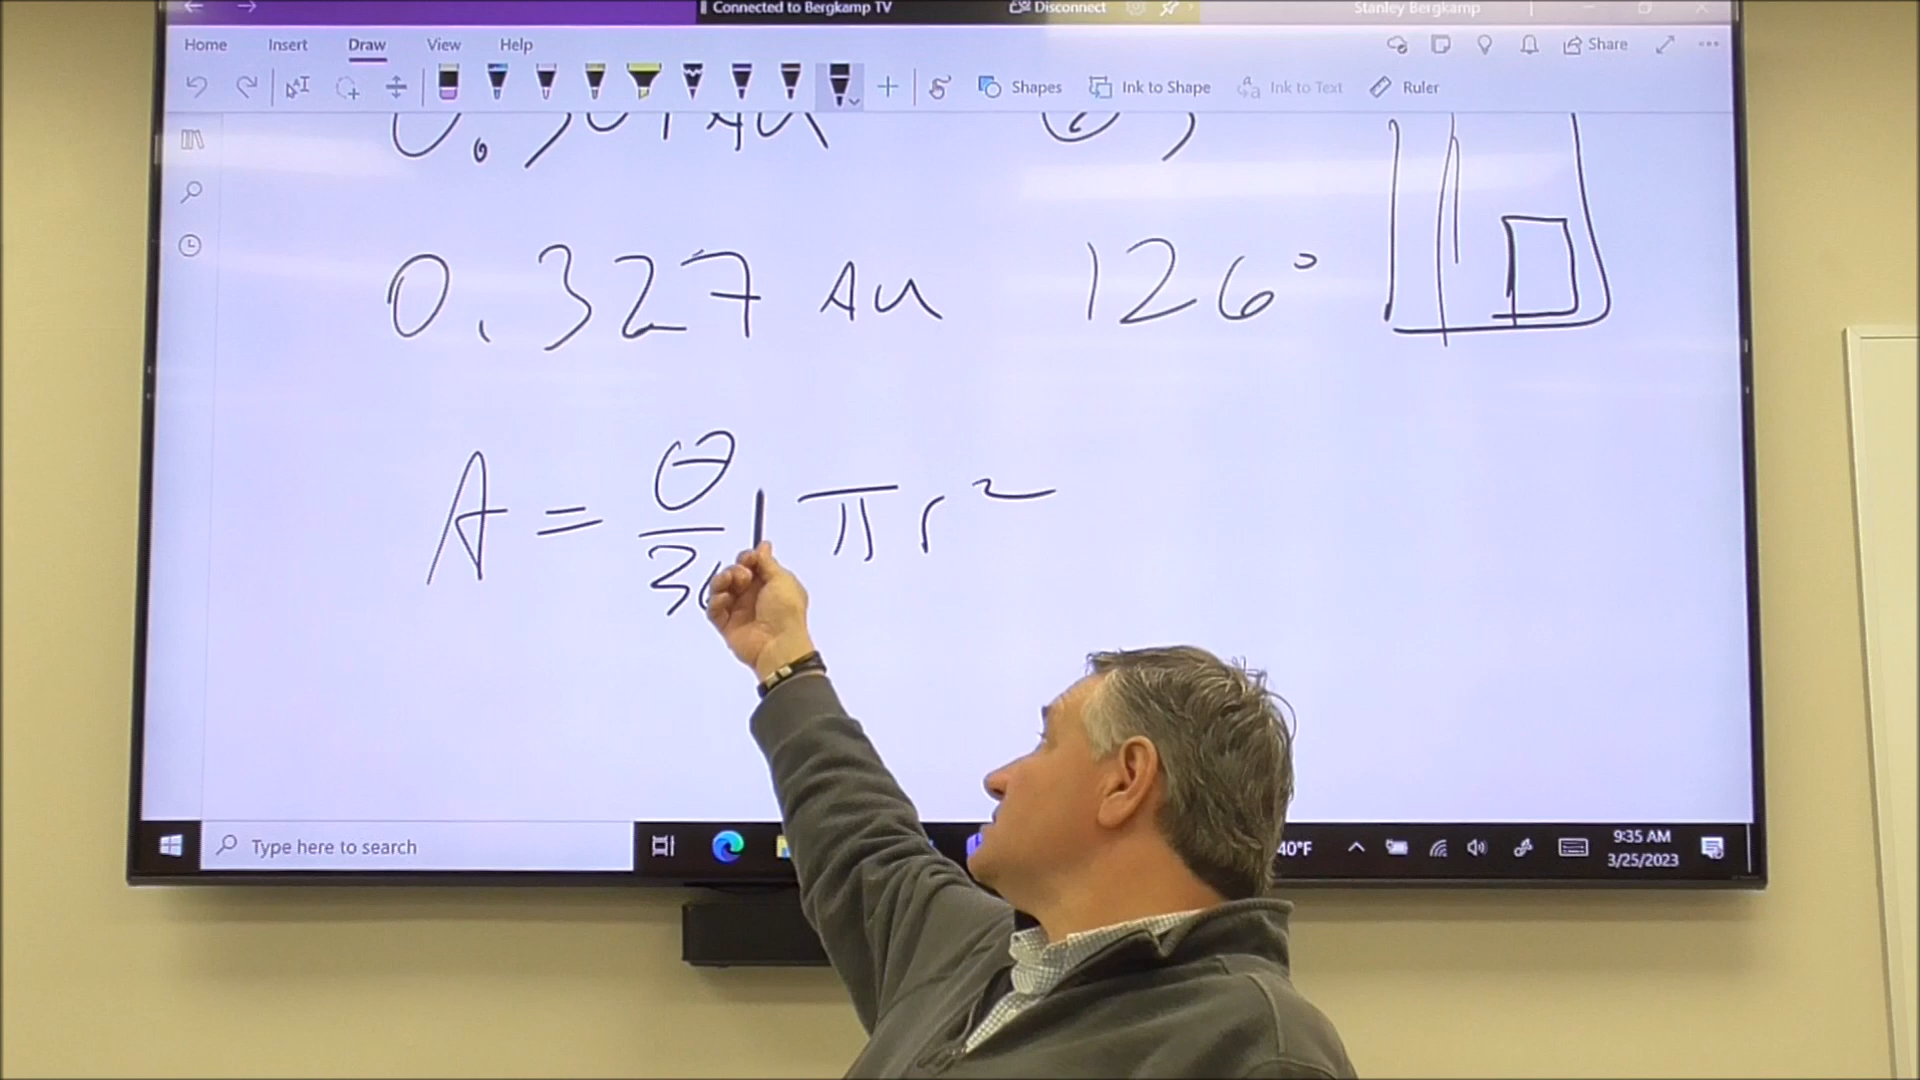 Connected to Bergkamp TV Disconnect Stanley Bergkamp
Home Insert Draw View Help Share
Shapes Ink to Shape Ink to Text Ruler
0.327 AU 126°
A = θ/3 πr²
Type here to search 40°F 9:35 AM
3/25/2023